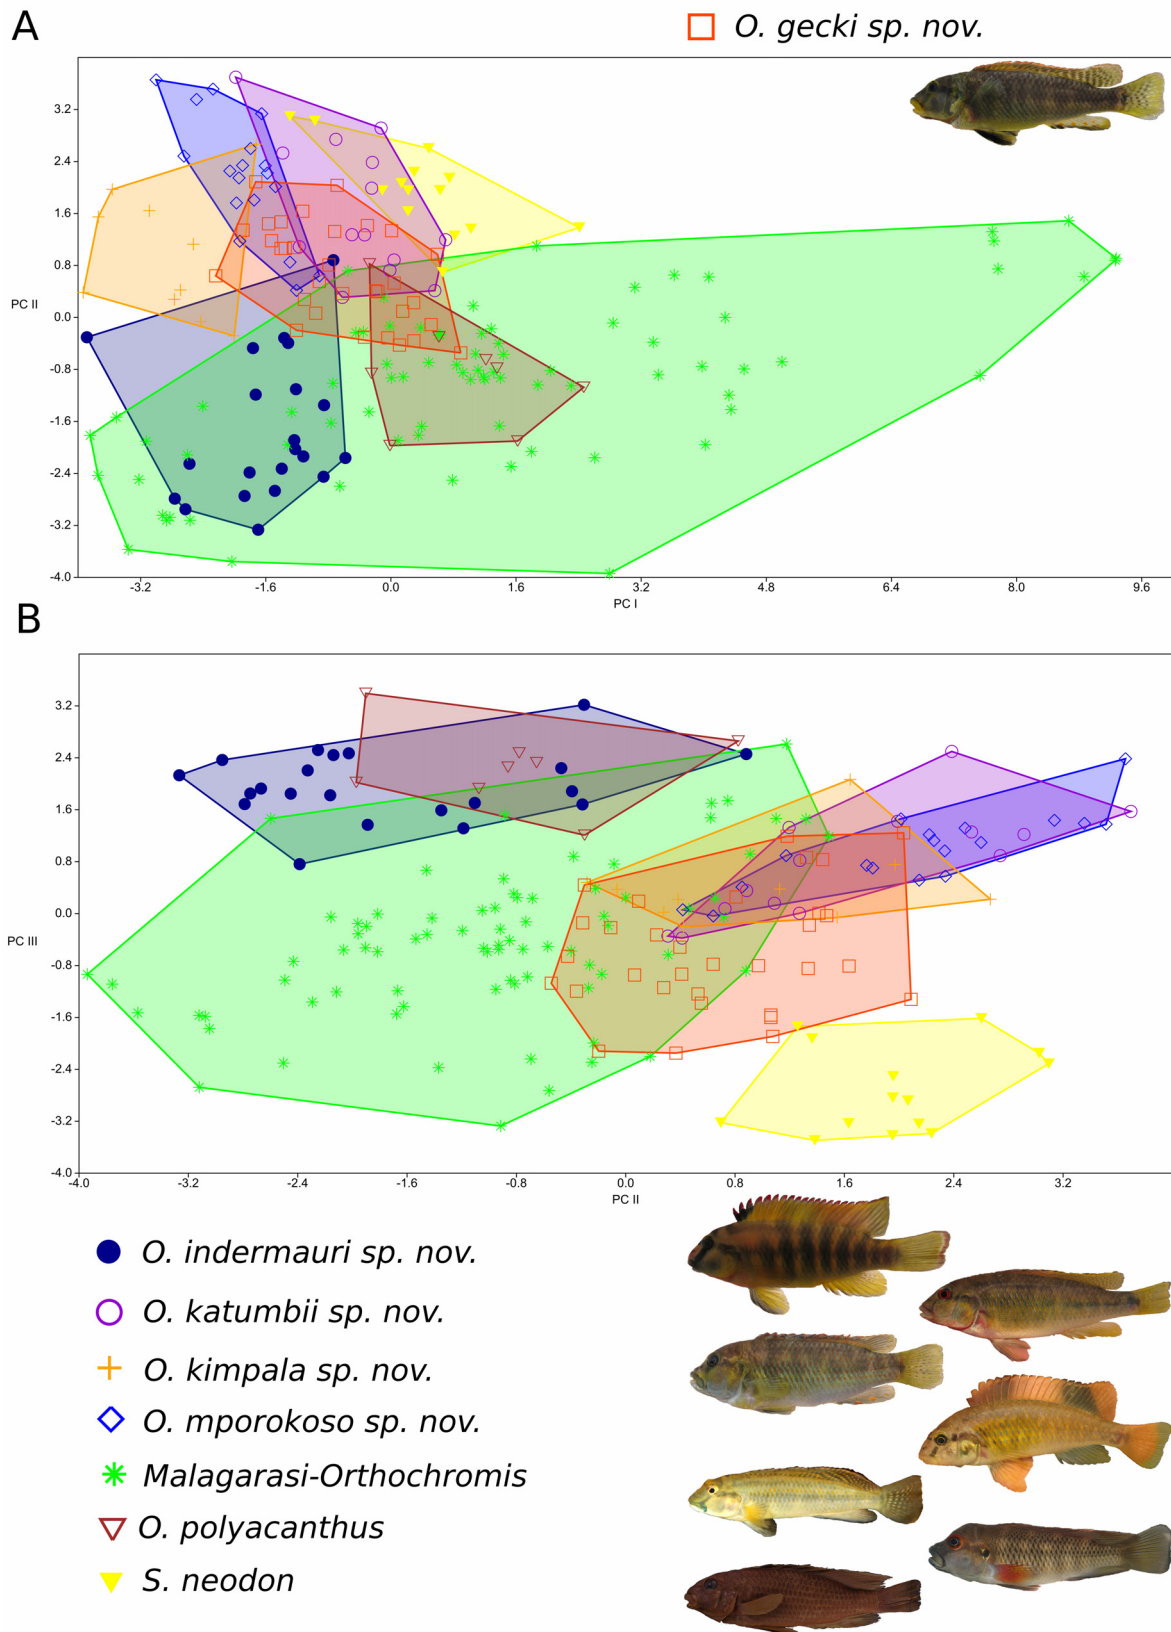 A
O. gecki sp. nov.
3.2
2.4
1.6
0.8
PC II
0.0
-0.8
-1.6
-2.4
-3.2
-4.0
-3.2 -1.6 0.0 1.6 3.2 4.8 6.4 8.0 9.6
PC I
B
3.2
2.4
1.6
0.8
0.0
PC III
-0.8
-1.6
-2.4
-3.2
-4.0
-4.0 -3.2 -2.4 -1.6 -0.8 0.0 0.8 1.6 2.4 3.2
PC II
O. indermauri sp. nov.
O. katumbii sp. nov.
O. kimpala sp. nov.
O. mporokoso sp. nov.
Malagarasi-Orthochromis
O. polyacanthus
S. neodon